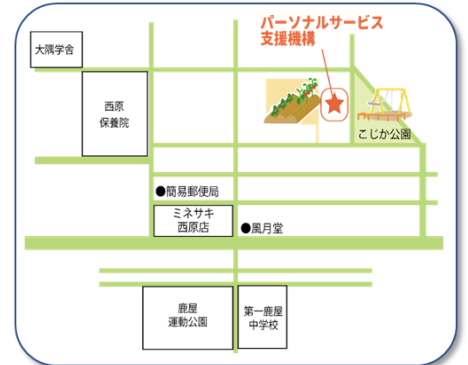 パーソナルサービス
支援機構
大隅学舎
西原
保養院
こじか公園
●簡易郵便局
ミネサキ
西原店
●風月堂
鹿屋
運動公園
第一鹿屋
中学校